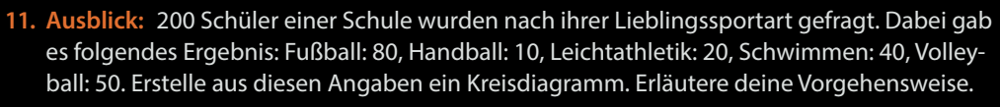 11. Ausblick: 200 Schüler einer Schule wurden nach ihrer Lieblingssportart gefragt. Dabei gab
es folgendes Ergebnis: Fußball: 80, Handball: 10, Leichtathletik: 20, Schwimmen: 40, Volley-
ball: 50. Erstelle aus diesen Angaben ein Kreisdiagramm. Erläutere deine Vorgehensweise.